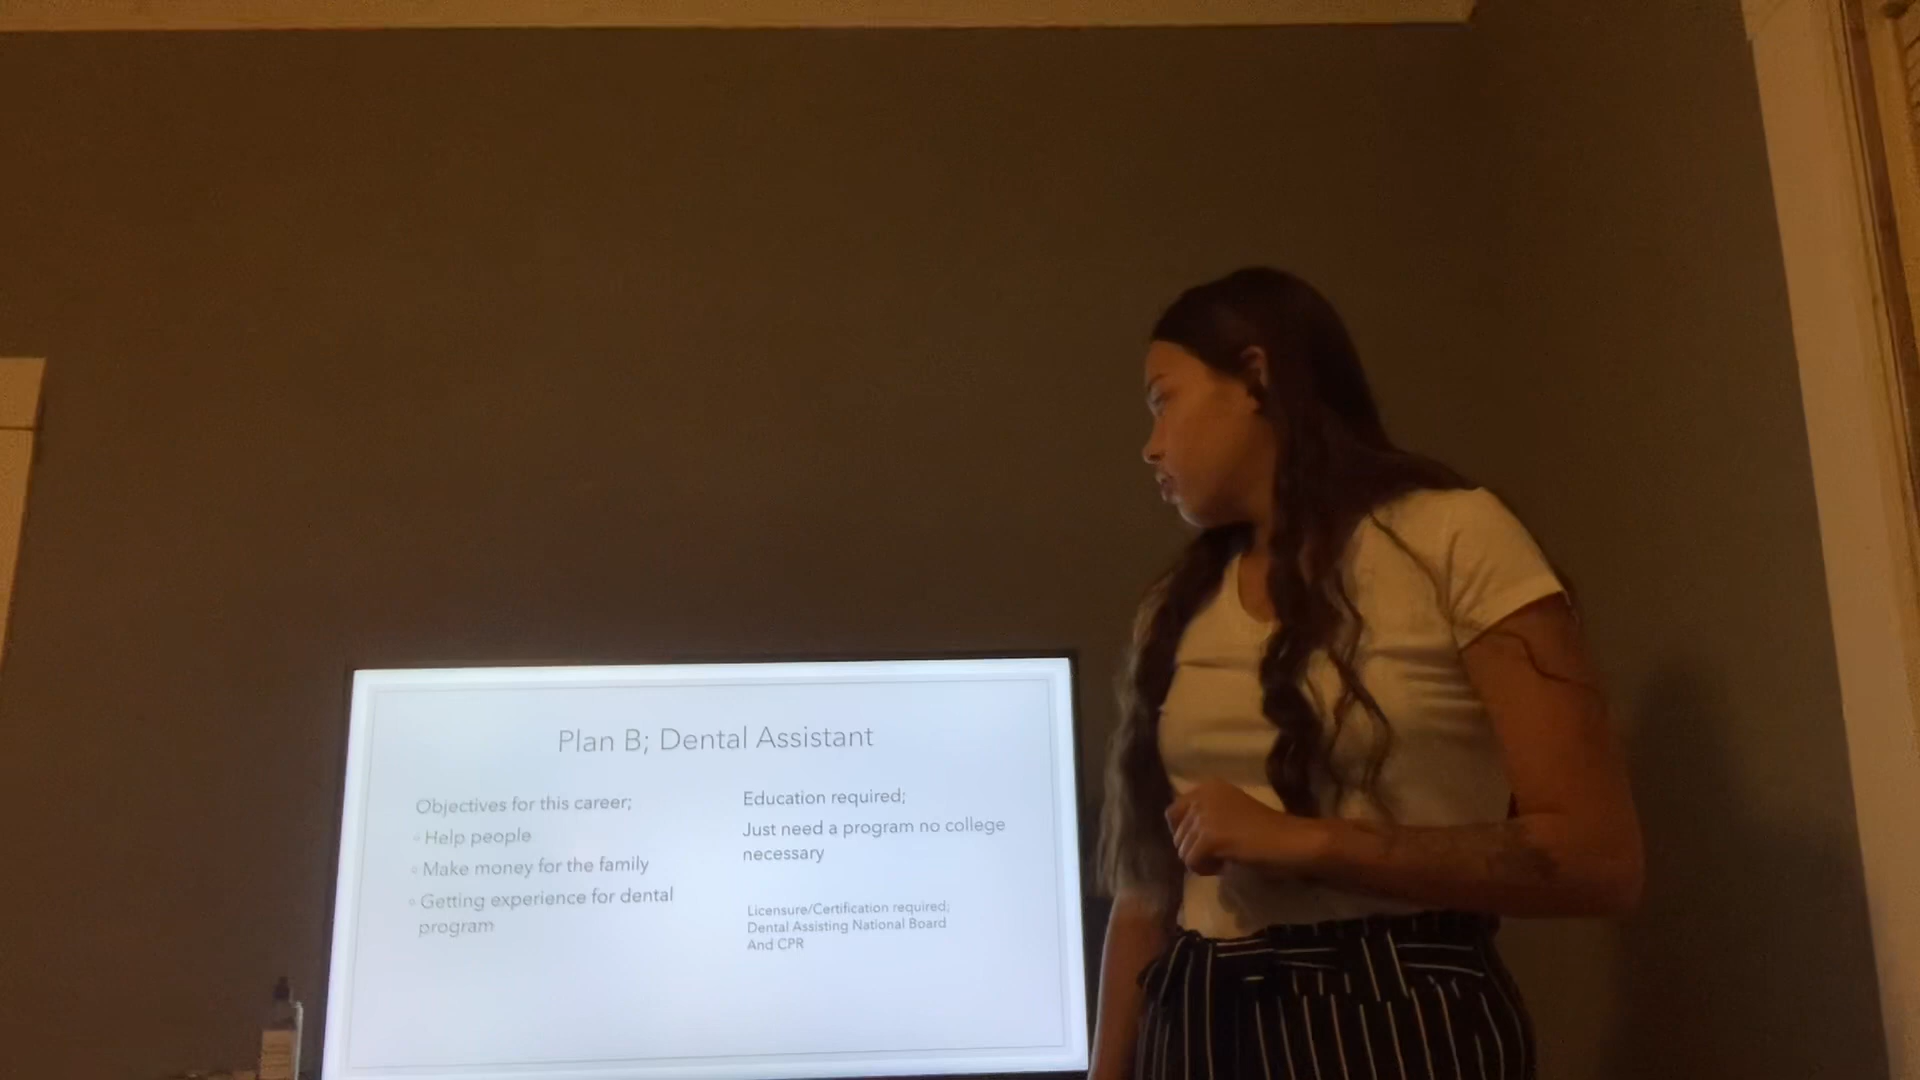 Plan B; Dental Assistant
Objectives for this career;
◦ Help people
◦ Make money for the family
◦ Getting experience for dental
program
Education required;
Just need a program no college
necessary
Licensure/Certification required;
Dental Assisting National Board
And CPR